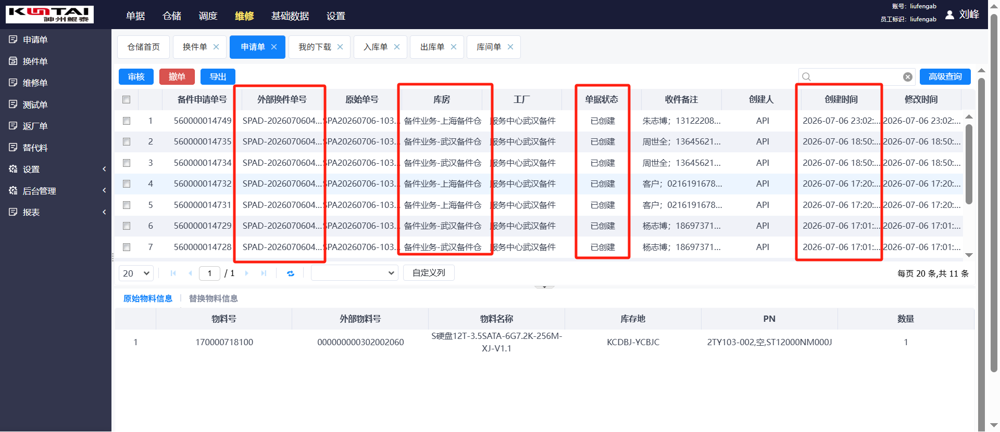 KUNTAI
神州鲲泰
单据 仓储 调度 维修 基础数据 设置
账号：liufengab
员工标识：liufengab
刘峰
申请单
换件单
维修单
测试单
返厂单
替代料
设置
后台管理
报表
仓储首页 换件单 申请单 我的下载 入库单 出库单 库间单
审核 撤单 导出 高级查询
备件申请单号 外部换件单号 原始单号 库房 工厂 单据状态 收件备注 创建人 创建时间 修改时间
1 560000014749 SPAD-2026070604... SPA20260706-103... 备件业务-上海备件仓 服务中心武汉备件 已创建 朱志博；13122208... API 2026-07-06 23:02:... 2026-07-06 23:02:...
2 560000014735 SPAD-2026070604... SPA20260706-103... 备件业务-武汉备件仓 服务中心武汉备件 已创建 周世全；13645621... API 2026-07-06 18:50:... 2026-07-06 18:50:...
3 560000014734 SPAD-2026070604... SPA20260706-103... 备件业务-武汉备件仓 服务中心武汉备件 已创建 周世全；13645621... API 2026-07-06 18:50:... 2026-07-06 18:50:...
4 560000014732 SPAD-2026070604... SPA20260706-103... 备件业务-上海备件仓 服务中心武汉备件 已创建 客户；0216191678... API 2026-07-06 17:20:... 2026-07-06 17:20:...
5 560000014731 SPAD-2026070604... SPA20260706-103... 备件业务-上海备件仓 服务中心武汉备件 已创建 客户；0216191678... API 2026-07-06 17:20:... 2026-07-06 17:20:...
6 560000014729 SPAD-2026070604... SPA20260706-103... 备件业务-武汉备件仓 服务中心武汉备件 已创建 杨志博；18697371... API 2026-07-06 17:01:... 2026-07-06 17:01:...
7 560000014728 SPAD-2026070604... SPA20260706-103... 备件业务-武汉备件仓 服务中心武汉备件 已创建 杨志博；18697371... API 2026-07-06 17:01:... 2026-07-06 17:01:...
20 1 / 1 自定义列 每页 20 条,共 11 条
原始物料信息 替换物料信息
物料号 外部物料号 物料名称 库存地 PN 数量
1 170000718100 000000000302002060 S硬盘12T-3.5SATA-6G7.2K-256M-XJ-V1.1 KCDBJ-YCBJC 2TY103-002,空,ST12000NM000J 1